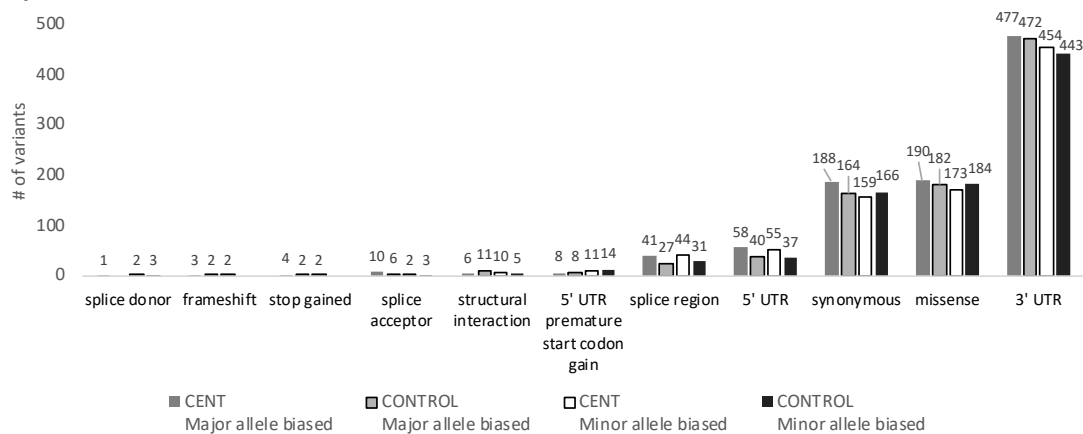 500
400
300
200
100
0
# of variants
1 2 3
3 2 2
4 2 2
10 6 2 3
6 11 10 5
8 8 11 14
41 27 44 31
58 40 55 37
188 164 159 166
190 182 173 184
477 472 454 443
splice donor
frameshift
stop gained
splice
acceptor
structural
interaction
5' UTR
premature
start codon
gain
splice region
5' UTR
synonymous
missense
3' UTR
CENT
Major allele biased
CONTROL
Major allele biased
CENT
Minor allele biased
CONTROL
Minor allele biased